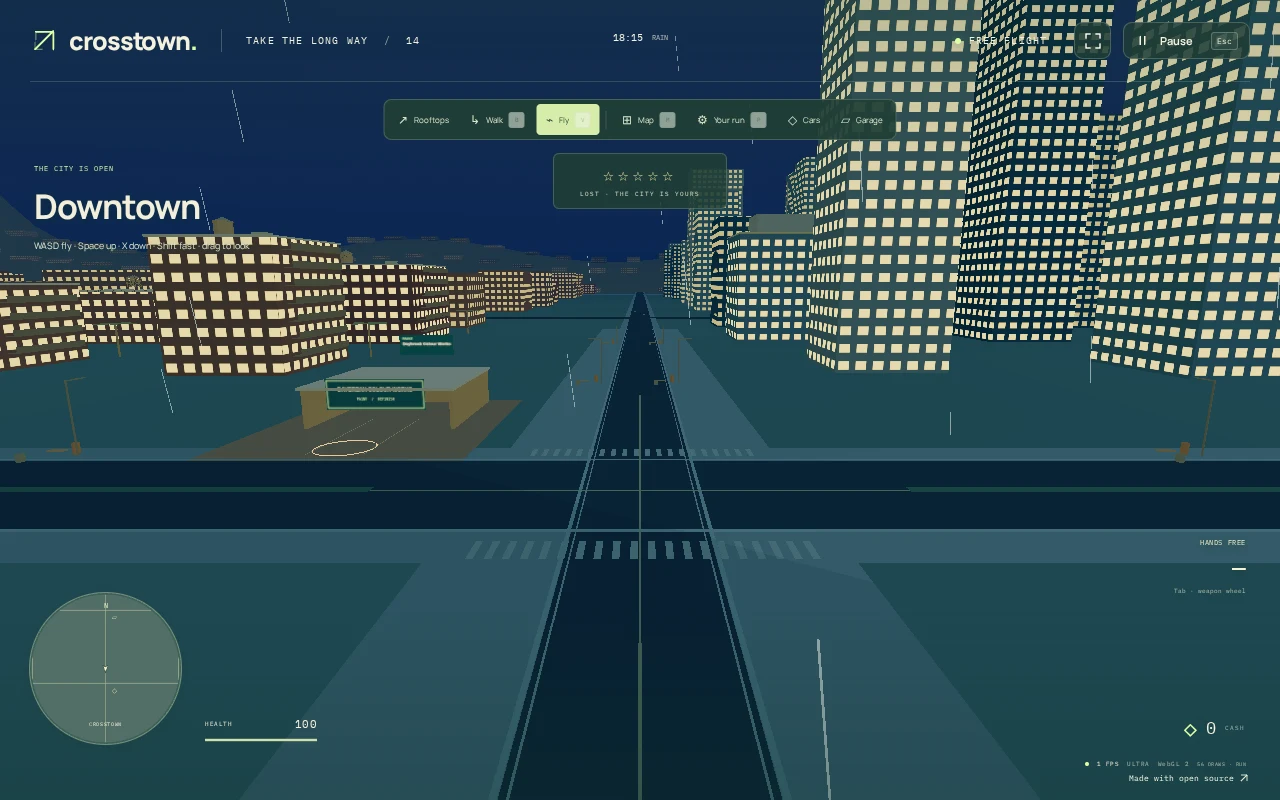 crosstown.
TAKE THE LONG WAY / 14
18:15 RAIN
FREE FLIGHT
Pause Esc
Rooftops
Walk
Fly
Map
Your run
Cars
Garage
LOST · THE CITY IS YOURS
THE CITY IS OPEN
Downtown
WASD fly · Space up · X down · Shift fast · drag to look
HANDS FREE
Tab · weapon wheel
N
CROSSTOWN
HEALTH 100
0 CASH
1 FPS ULTRA WebGL 2 56 DRAWS · RUN
Made with open source